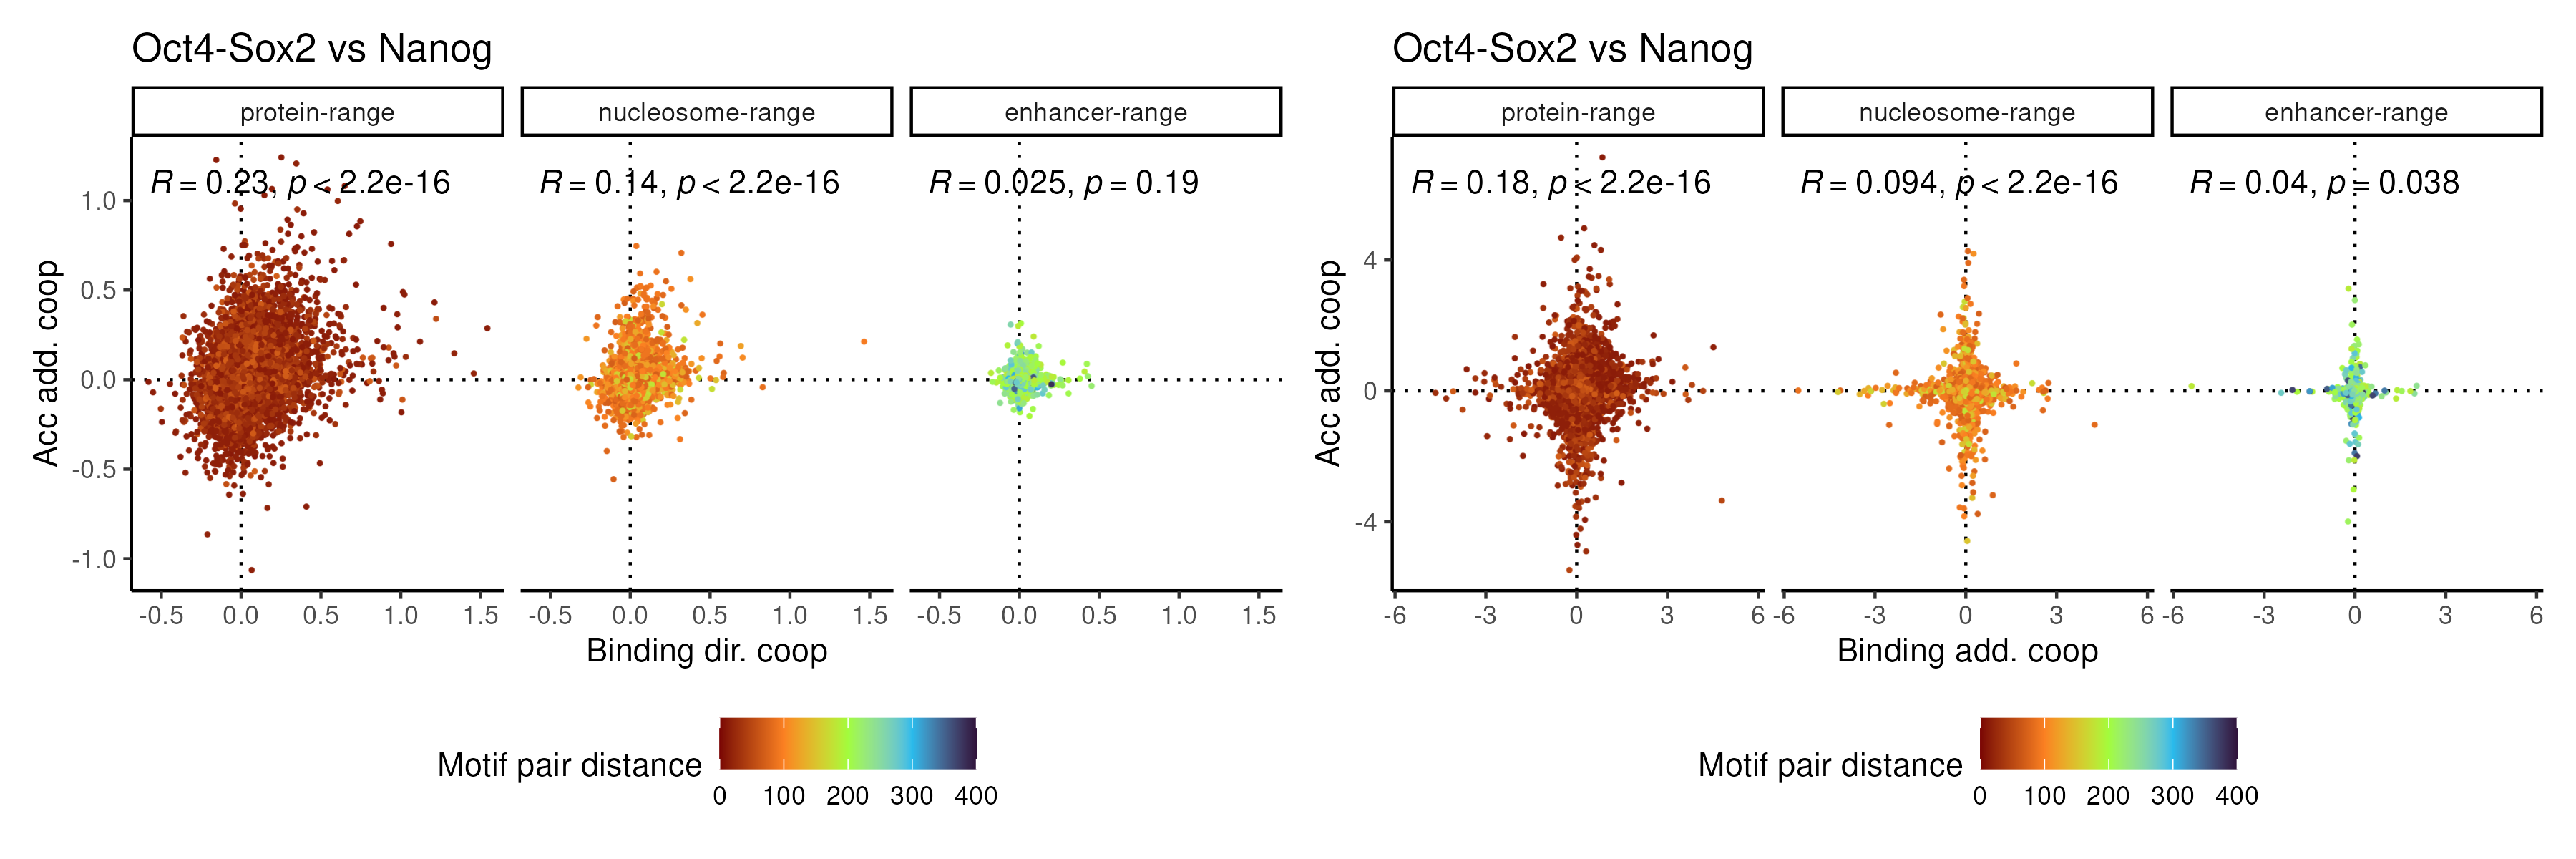 Oct4-Sox2 vs Nanog
protein-range nucleosome-range enhancer-range
R = 0.23, p < 2.2e-16 R = 0.14, p < 2.2e-16 R = 0.025, p = 0.19
Acc add. coop
1.0
0.5
0.0
-0.5
-1.0
-0.5 0.0 0.5 1.0 1.5 -0.5 0.0 0.5 1.0 1.5 -0.5 0.0 0.5 1.0 1.5
Binding dir. coop
Motif pair distance
0 100 200 300 400
Oct4-Sox2 vs Nanog
protein-range nucleosome-range enhancer-range
R = 0.18, p < 2.2e-16 R = 0.094, p < 2.2e-16 R = 0.04, p = 0.038
Acc add. coop
4
0
-4
-6 -3 0 3 6 -6 -3 0 3 6 -6 -3 0 3 6
Binding add. coop
Motif pair distance
0 100 200 300 400